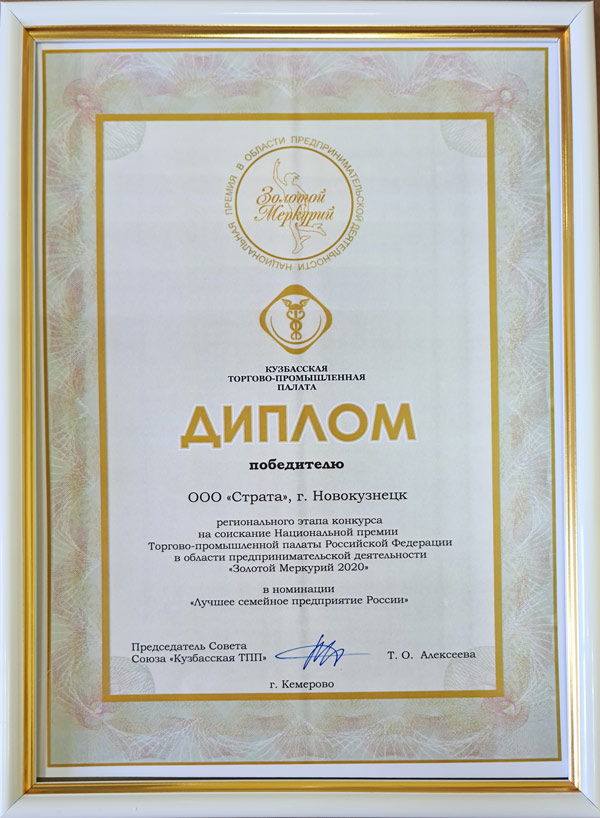 НАЦИОНАЛЬНАЯ ПРЕМИЯ В ОБЛАСТИ ПРЕДПРИНИМАТЕЛЬСКОЙ ДЕЯТЕЛЬНОСТИ
Золотой
Меркурий
КУЗБАССКАЯ
ТОРГОВО-ПРОМЫШЛЕННАЯ
ПАЛАТА
ДИПЛОМ
победителю
ООО «Страта», г. Новокузнецк
регионального этапа конкурса
на соискание Национальной премии
Торгово-промышленной палаты Российской Федерации
в области предпринимательской деятельности
«Золотой Меркурий 2020»
в номинации
«Лучшее семейное предприятие России»
Председатель Совета
Союза «Кузбасская ТПП»
Т. О. Алексеева
г. Кемерово